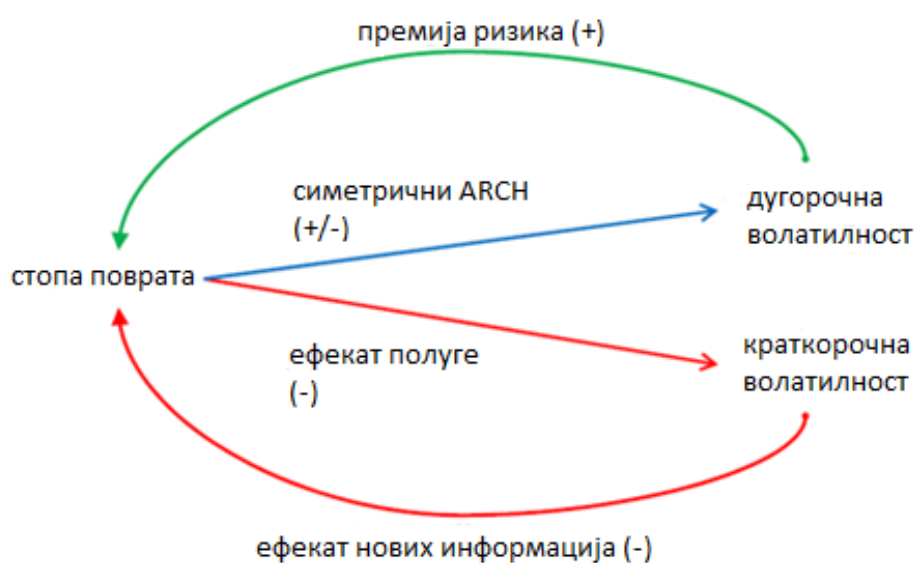 премија ризика (+)
симетрични ARCH
(+/-)
дугорочна
волатилност
стопа поврата
ефекат полуге
(-)
краткорочна
волатилност
ефекат нових информација (-)